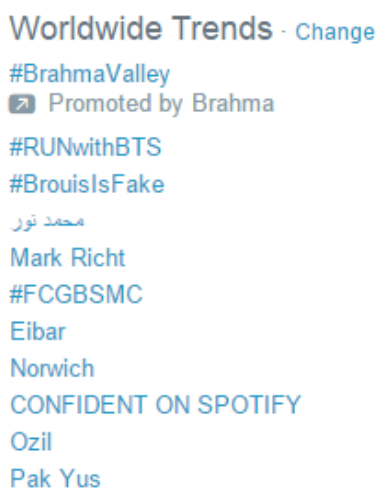 Worldwide Trends · Change
#BrahmaValley
Promoted by Brahma
#RUNwithBTS
#BrouisIsFake
محمد نور
Mark Richt
#FCGBSMC
Eibar
Norwich
CONFIDENT ON SPOTIFY
Ozil
Pak Yus